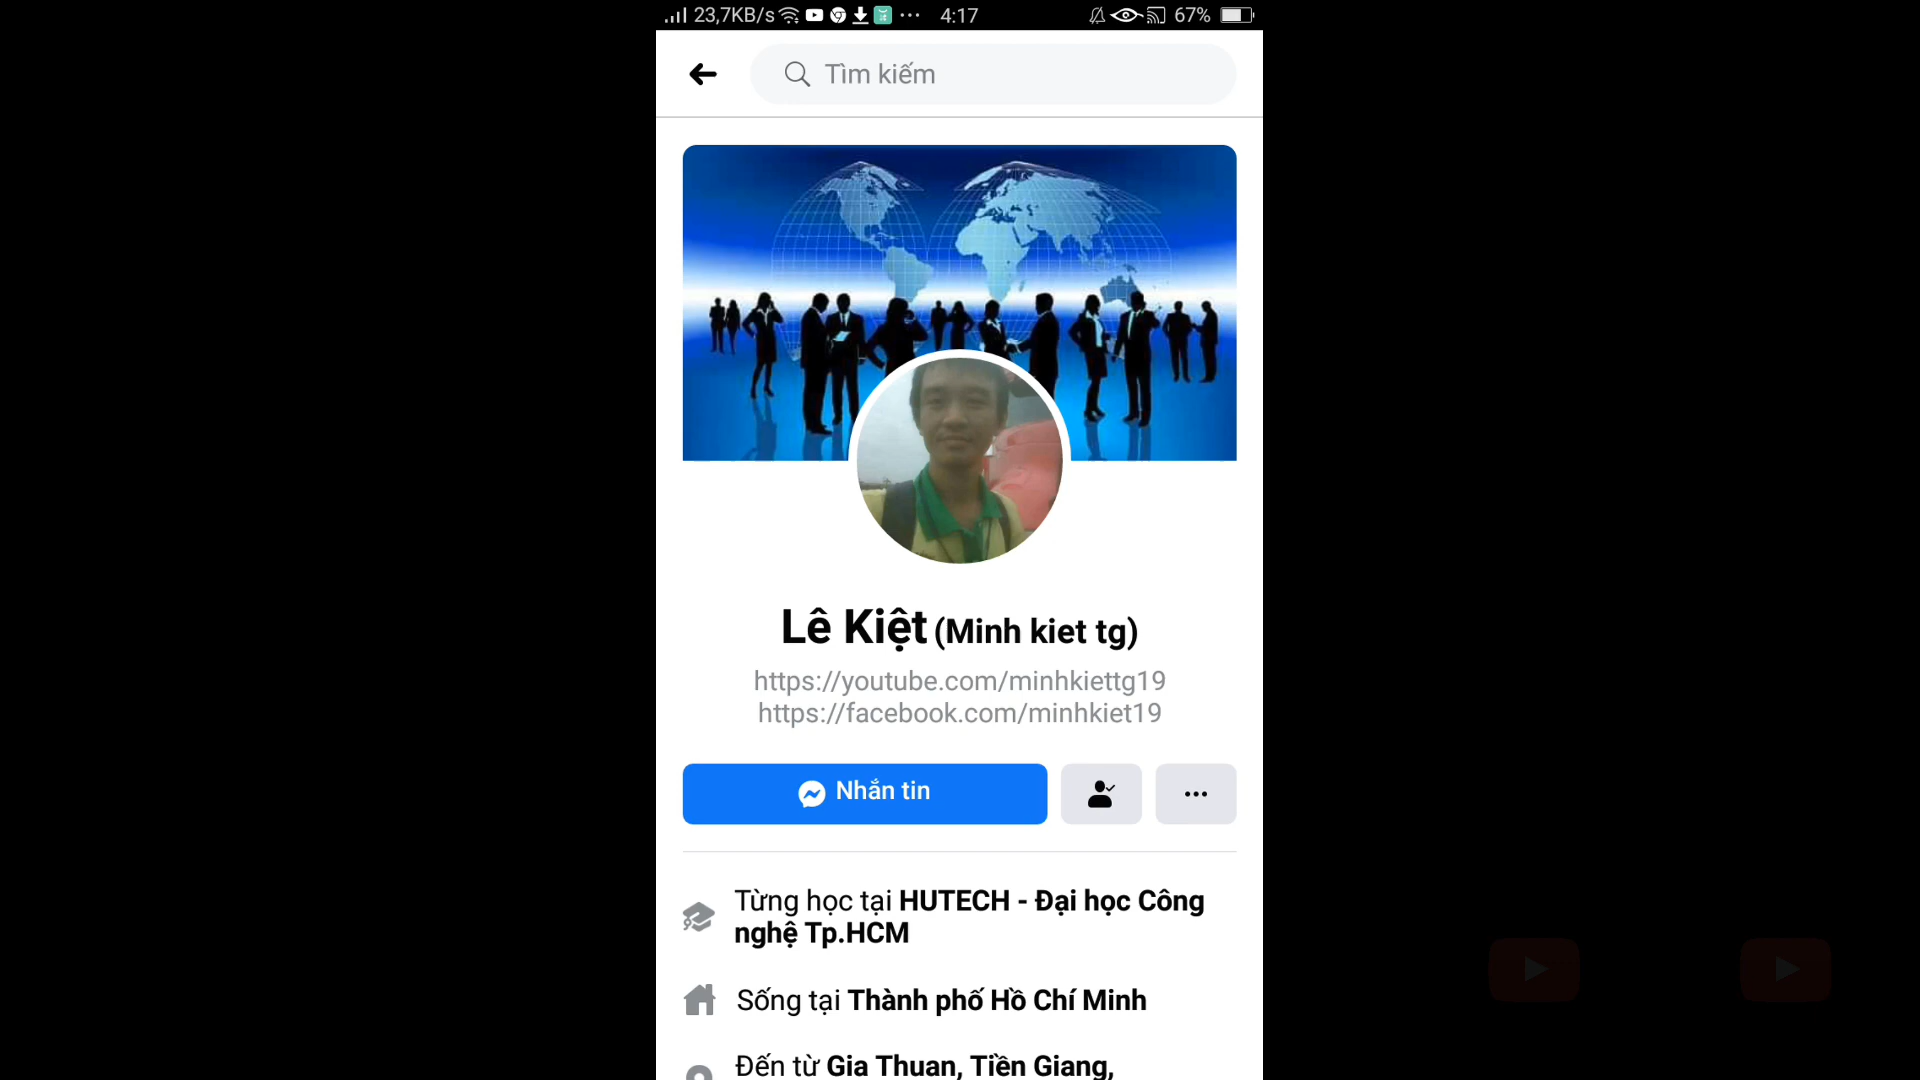 23,7KB/s 4:17 67%
Tìm kiếm
Lê Kiệt (Minh kiet tg)
https://youtube.com/minhkiettg19
https://facebook.com/minhkiet19
Nhắn tin
Từng học tại HUTECH - Đại học Công
nghệ Tp.HCM
Sống tại Thành phố Hồ Chí Minh
Đến từ Gia Thuan, Tiền Giang,